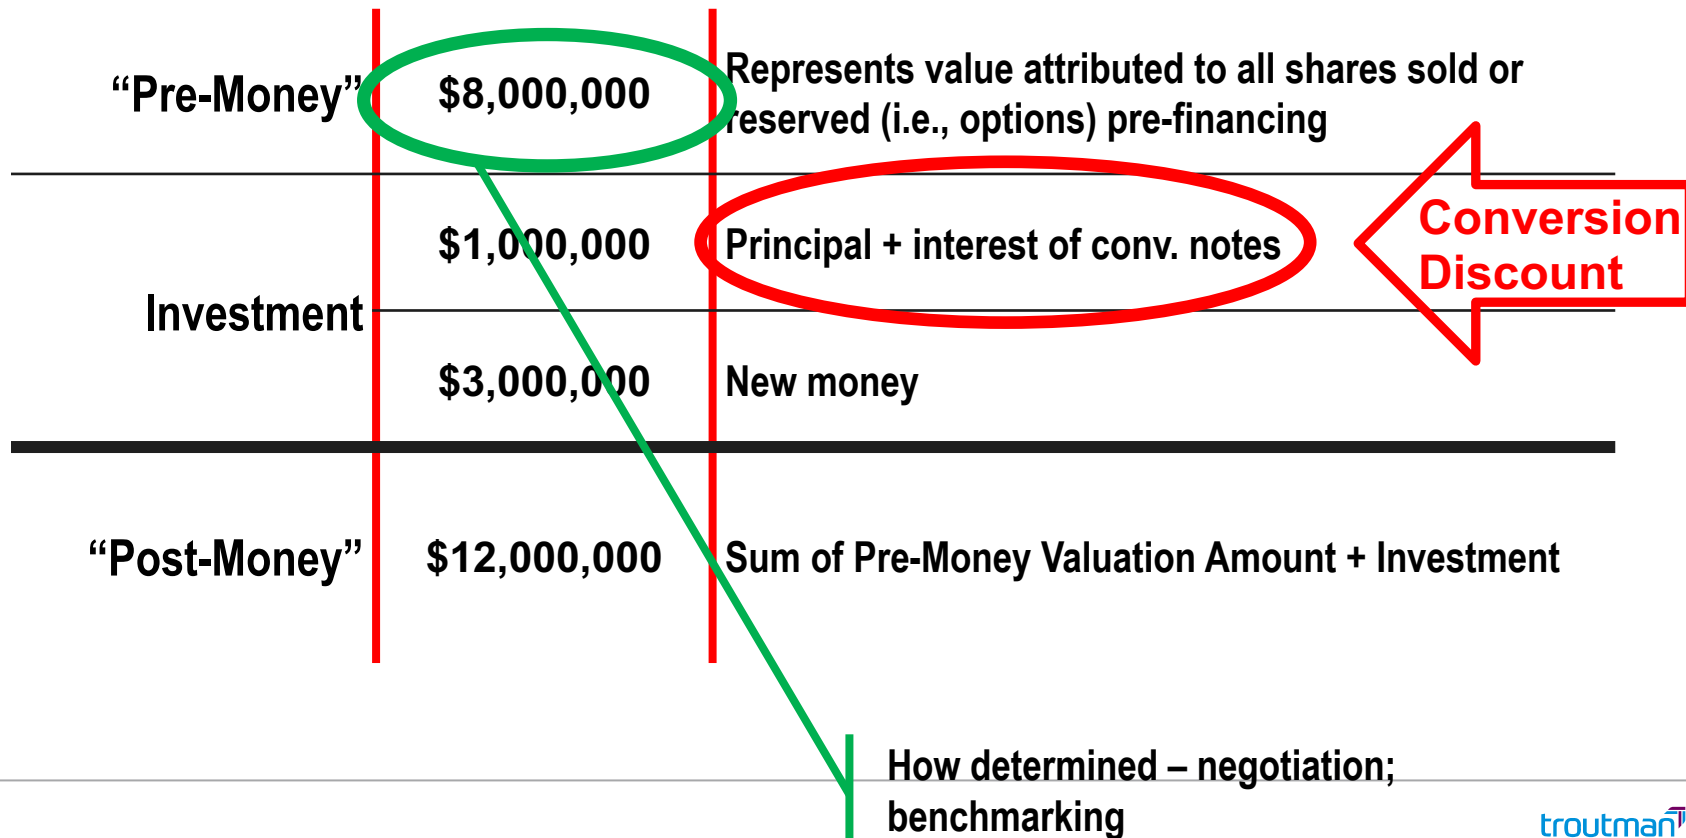 “Pre-Money”
$8,000,000
Represents value attributed to all shares sold or
reserved (i.e., options) pre-financing
Investment
$1,000,000
Principal + interest of conv. notes
Conversion
Discount
$3,000,000
New money
“Post-Money”
$12,000,000
Sum of Pre-Money Valuation Amount + Investment
How determined – negotiation;
benchmarking
troutman